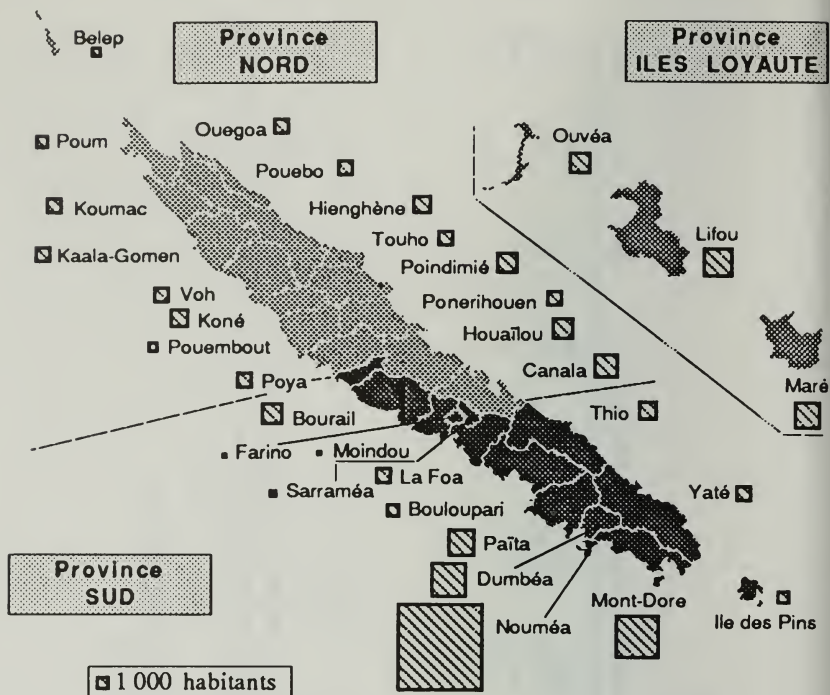 Province
NORD
Province
ILES LOYAUTE
Belep
Poum
Ouegoa
Pouebo
Ouvéa
Koumac
Hienghène
Lifou
Touho
Kaala-Gomen
Poindimié
Voh
Ponerihouen
Koné
Houaïlou
Pouembout
Canala
Poya
Maré
Bourail
Thio
Farino
Moindou
La Foa
Sarraméa
Yaté
Bouloupari
Païta
Province
SUD
Dumbéa
Mont-Dore
Nouméa
Ile des Pins
1 000 habitants